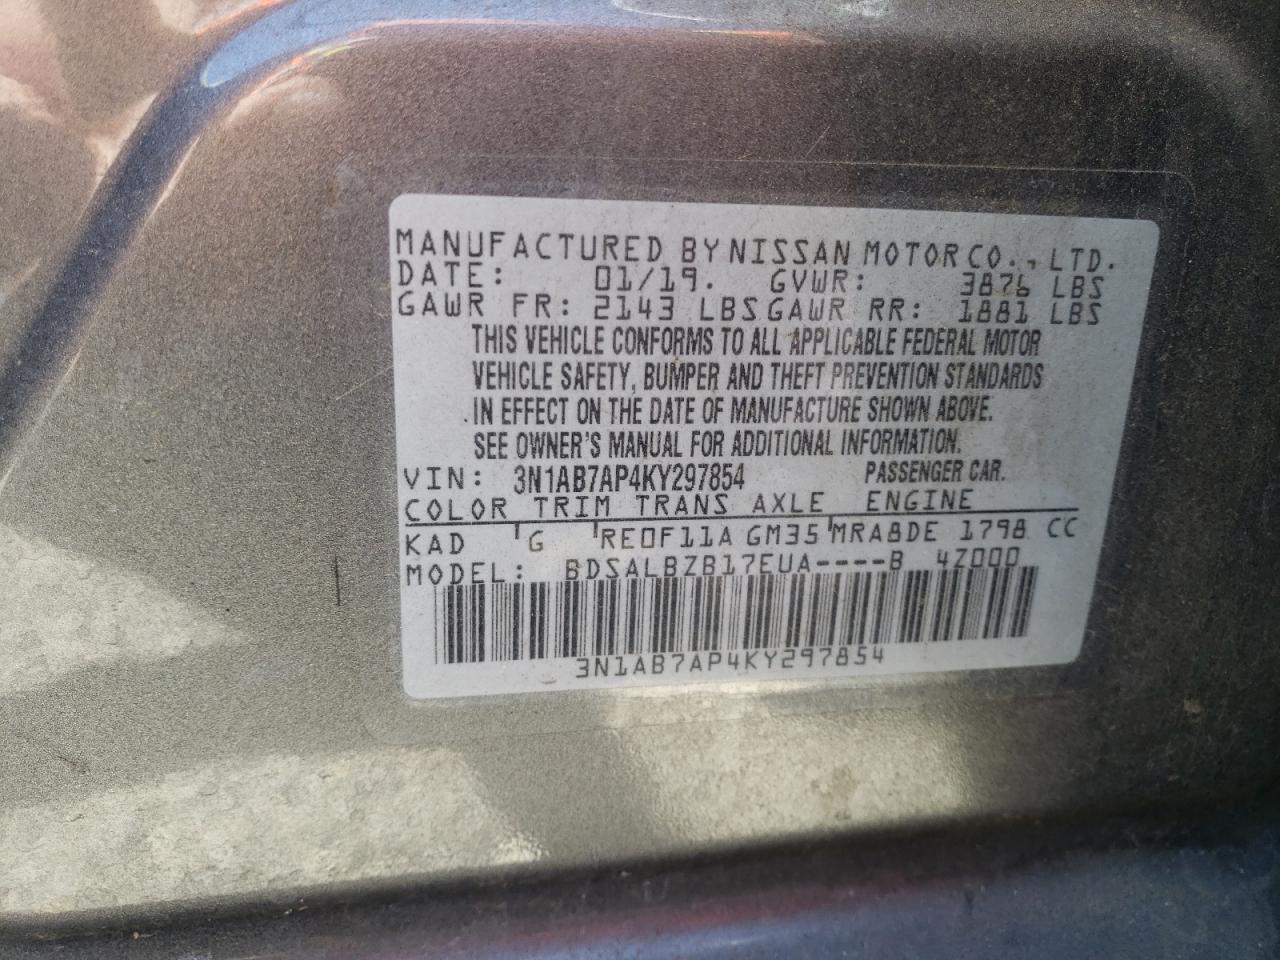 MANUFACTURED BY NISSAN MOTOR CO., LTD.
DATE: 01/19. GVWR: 3876 LBS
GAWR FR: 2143 LBS GAWR RR: 1881 LBS
THIS VEHICLE CONFORMS TO ALL APPLICABLE FEDERAL MOTOR
VEHICLE SAFETY, BUMPER AND THEFT PREVENTION STANDARDS
IN EFFECT ON THE DATE OF MANUFACTURE SHOWN ABOVE.
SEE OWNER'S MANUAL FOR ADDITIONAL INFORMATION.
VIN: 3N1AB7AP4KY297854 PASSENGER CAR.
COLOR TRIM TRANS AXLE ENGINE
KAD G RE0F11A GM35 MRA8DE 1798 CC
MODEL: BDSALBZB17EUA----B 4Z000
3N1AB7AP4KY297854